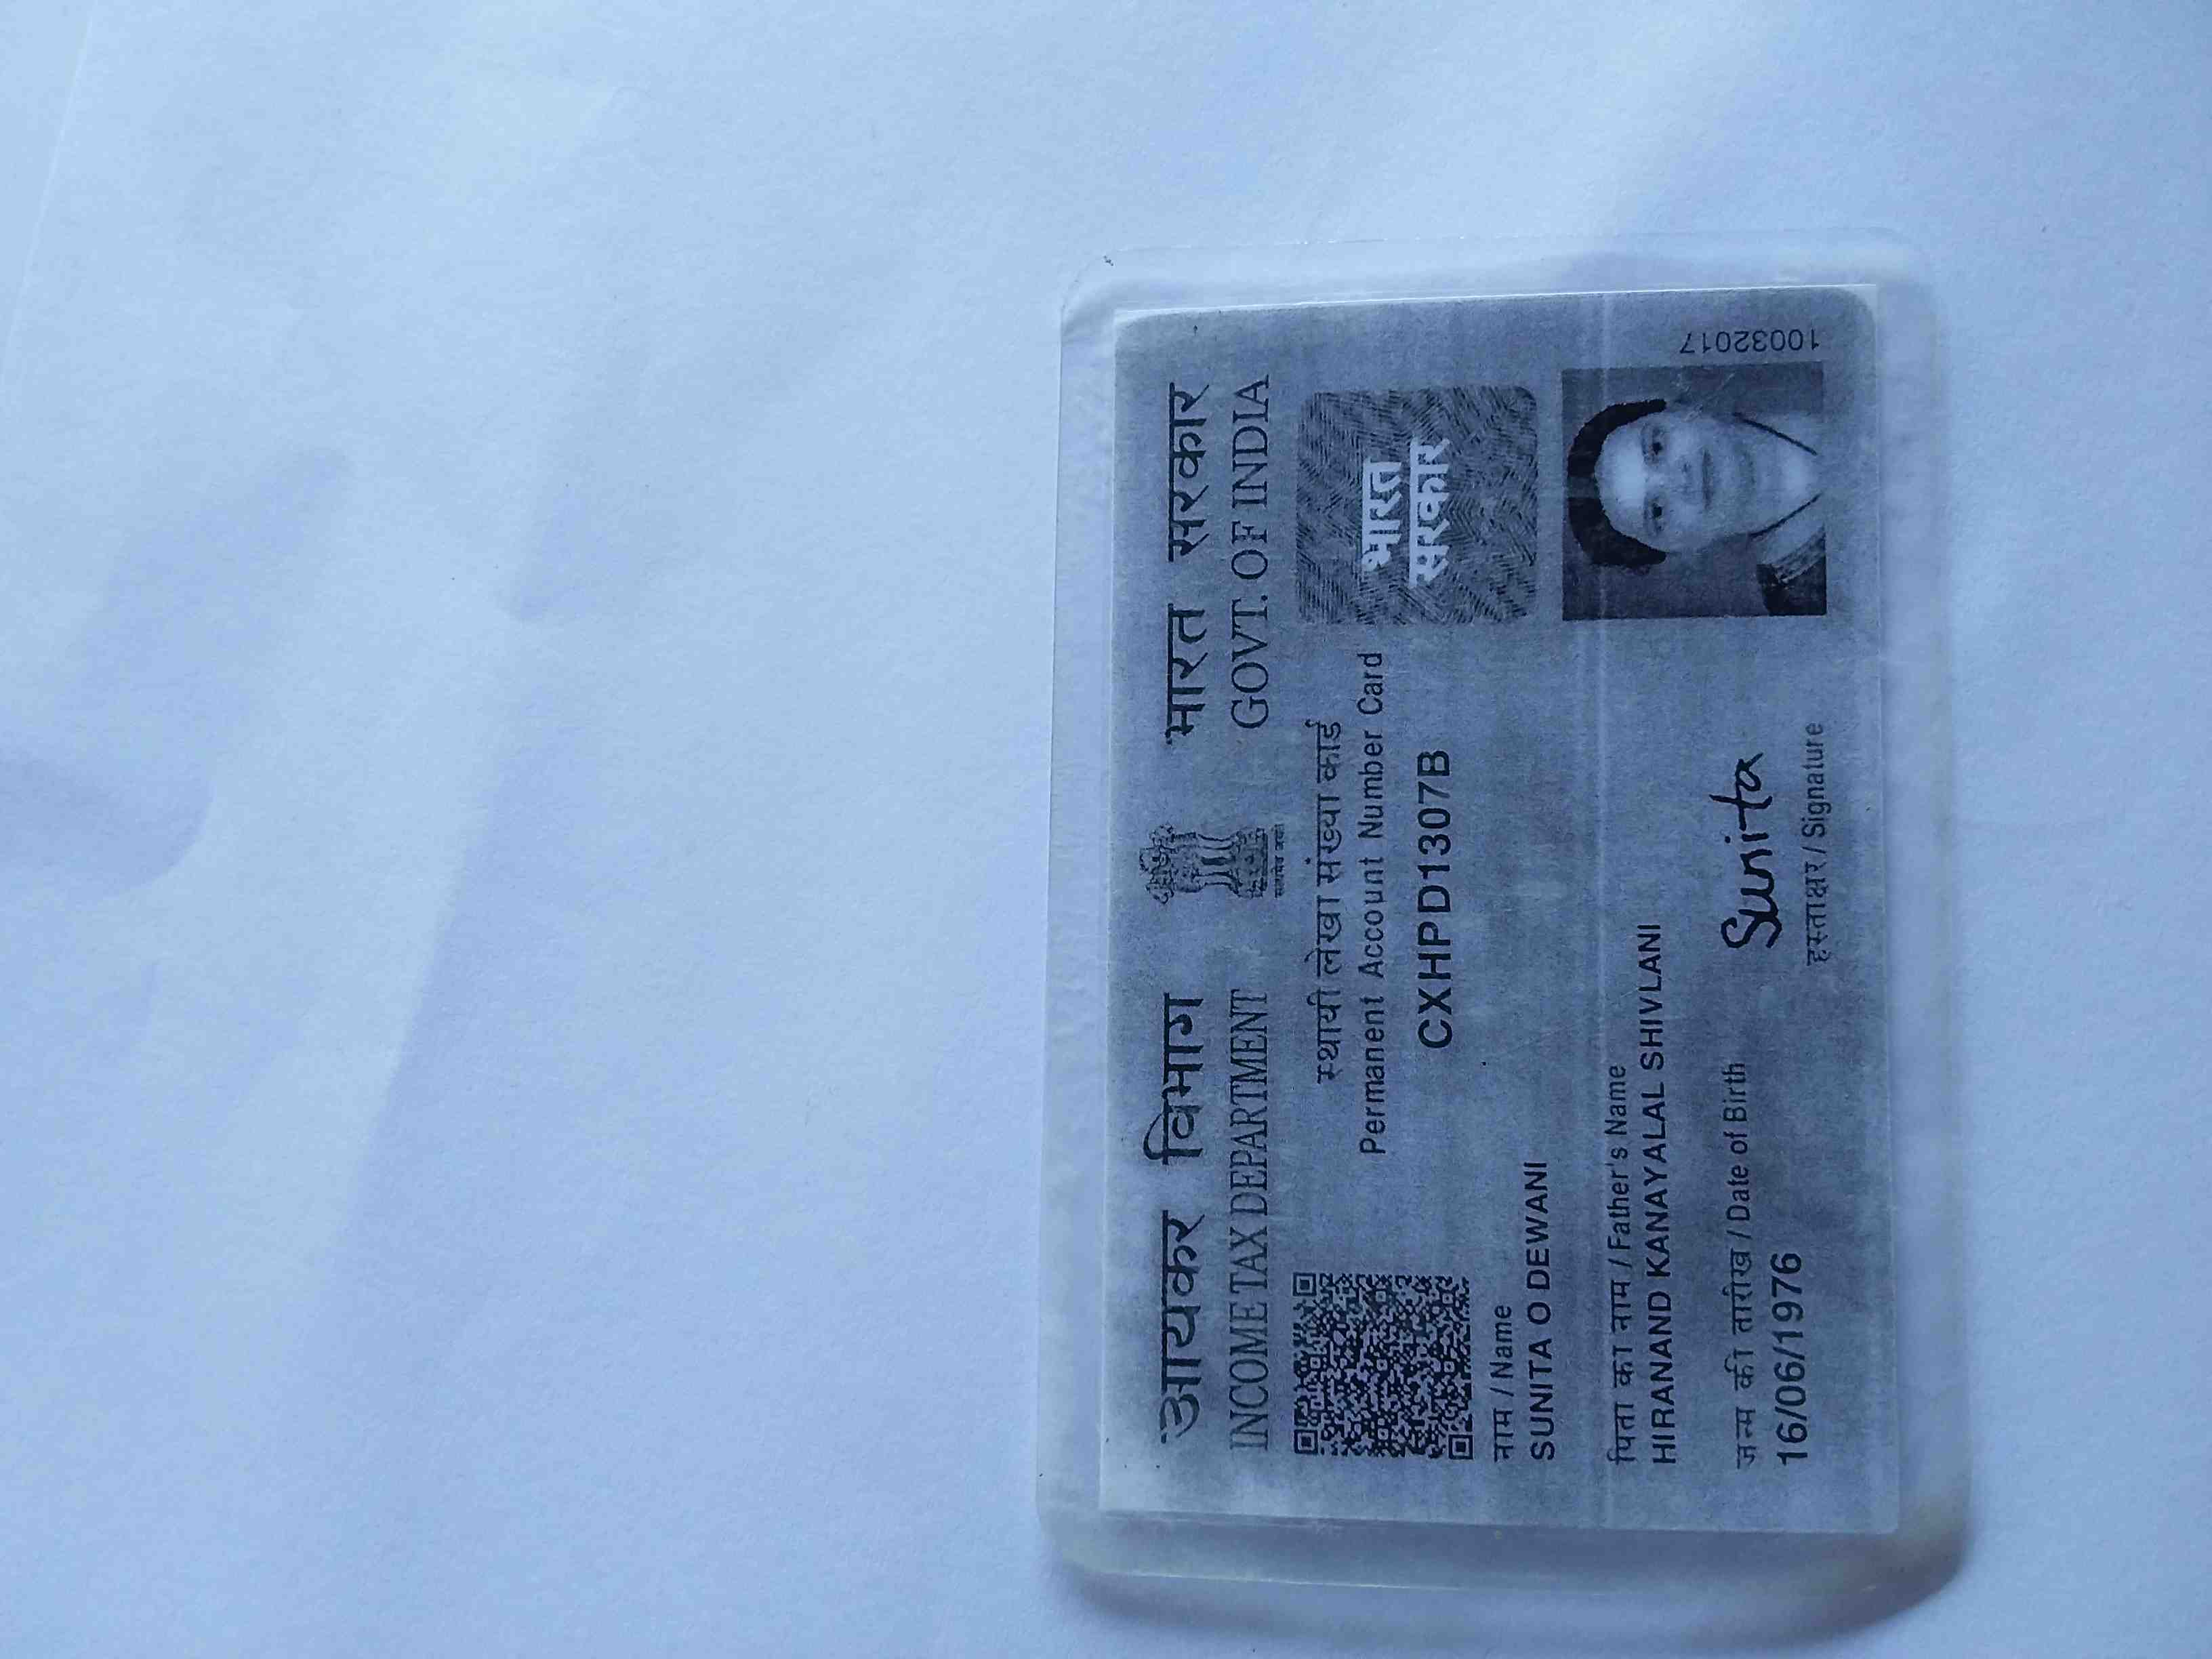 आयकर विभाग
INCOME TAX DEPARTMENT
सत्यमेव जयते
भारत सरकार
GOVT. OF INDIA
स्थायी लेखा संख्या कार्ड
Permanent Account Number Card
CXHPD1307B
भारत
सरकार
नाम / Name
SUNITA O DEWANI
पिता का नाम / Father's Name
HIRANAND KANAYALAL SHIVLANI
जन्म की तारीख / Date of Birth
16/06/1976
Sunita
हस्ताक्षर / Signature
10032017